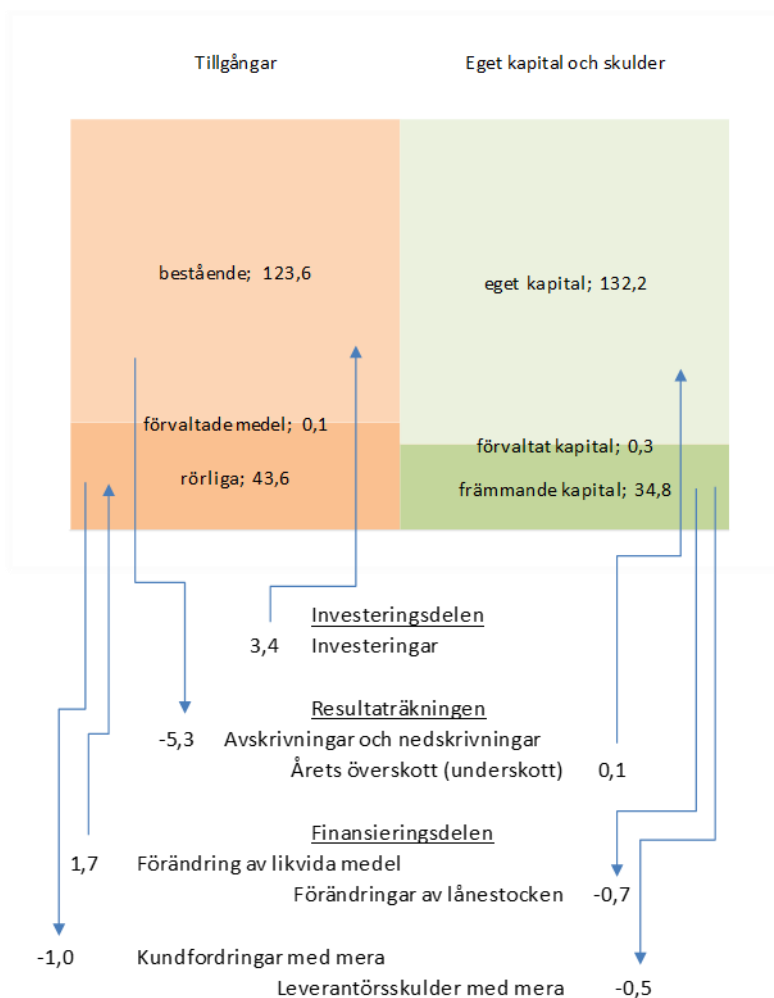 Tillgångar Eget kapital och skulder
bestående; 123,6
eget kapital; 132,2
förvaltade medel; 0,1
förvaltat kapital; 0,3
rörliga; 43,6
främmande kapital; 34,8
Investeringsdelen
3,4 Investeringar
Resultaträkningen
-5,3 Avskrivningar och nedskrivningar
Årets överskott (underskott) 0,1
Finansieringsdelen
1,7 Förändring av likvida medel
Förändringar av lånestocken -0,7
-1,0 Kundfordringar med mera
Leverantörsskulder med mera -0,5